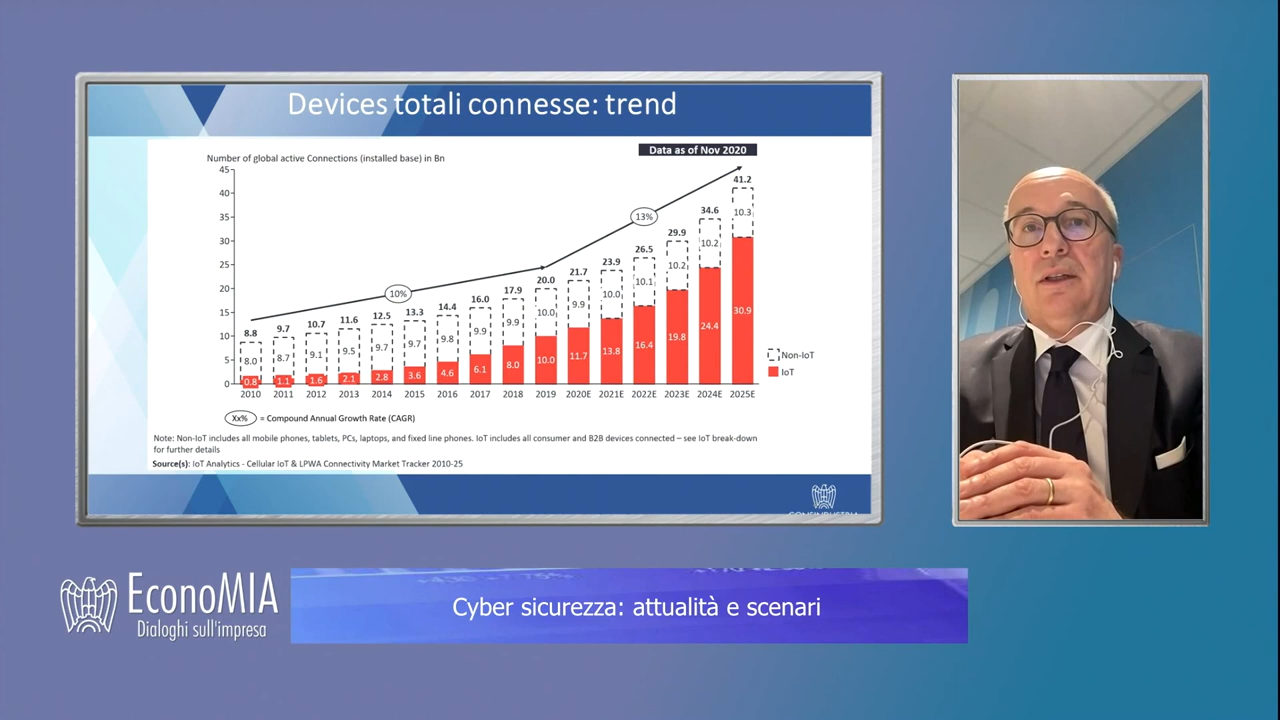 Devices totali connesse: trend
Data as of Nov 2020
Number of global active Connections (installed base) in Bn
45
40
35
30
25
20
15
10
5
0
8.8 9.7 10.7 11.6 12.5 13.3 14.4 16.0 17.9 20.0 21.7 23.9 26.5 29.9 34.6 41.2
10% 13%
8.0 8.7 9.1 9.5 9.7 9.7 9.8 9.9 9.9 10.0 9.9 10.0 10.1 10.2 10.2 10.3
0.8 1.1 1.6 2.1 2.8 3.6 4.6 6.1 8.0 10.0 11.7 13.8 16.4 19.8 24.4 30.9
2010 2011 2012 2013 2014 2015 2016 2017 2018 2019 2020E 2021E 2022E 2023E 2024E 2025E
Non-IoT
IoT
Xx% = Compound Annual Growth Rate (CAGR)
Note: Non-IoT includes all mobile phones, tablets, PCs, laptops, and fixed line phones. IoT includes all consumer and B2B devices connected – see IoT break-down
for further details
Source(s): IoT Analytics - Cellular IoT & LPWA Connectivity Market Tracker 2010-25
EconoMIA
Dialoghi sull'impresa
Cyber sicurezza: attualità e scenari